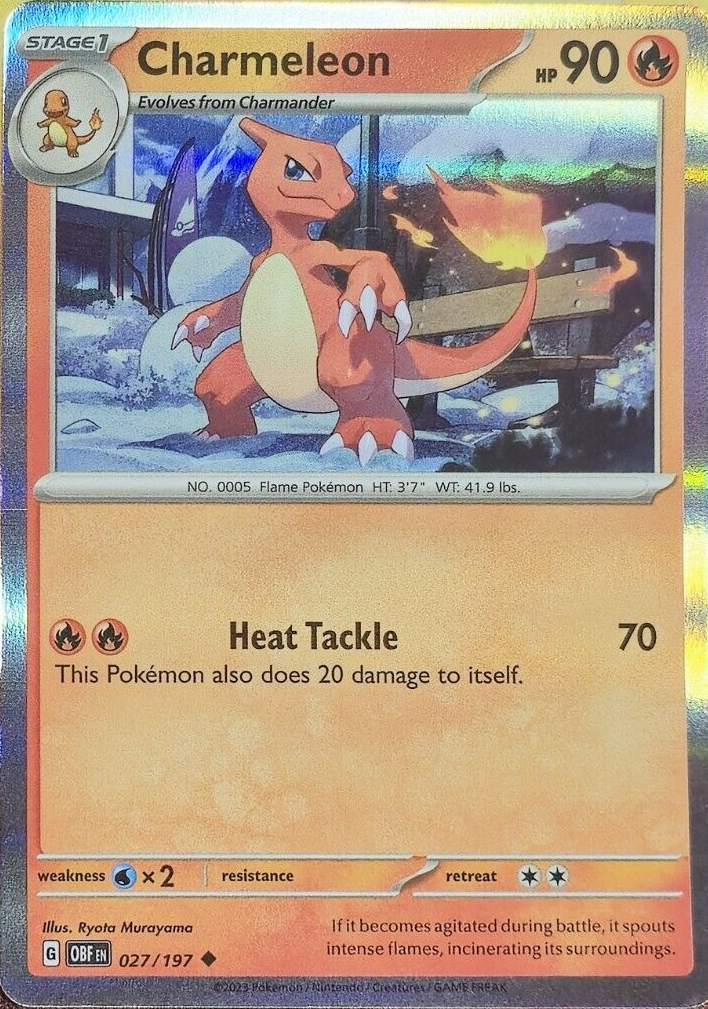 STAGE 1
Charmeleon
HP 90
Evolves from Charmander
NO. 0005 Flame Pokémon HT: 3'7" WT: 41.9 lbs.
Heat Tackle 70
This Pokémon also does 20 damage to itself.
weakness ×2 resistance retreat
Illus. Ryota Murayama
If it becomes agitated during battle, it spouts
intense flames, incinerating its surroundings.
G OBF EN 027/197
©2023 Pokémon / Nintendo / Creatures / GAME FREAK